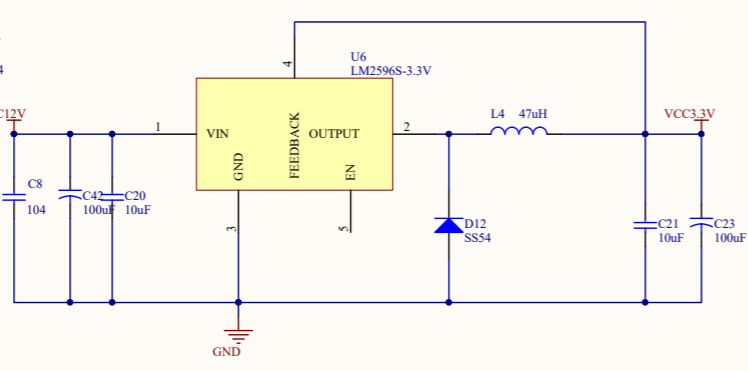 4
U6
LM2596S-3.3V
C12V
1
VIN
GND
FEEDBACK
OUTPUT
EN
2
L4 47uH
VCC3.3V
C8
104
C42
100uF
C20
10uF
3
5
D12
SS54
C21
10uF
C23
100uF
GND